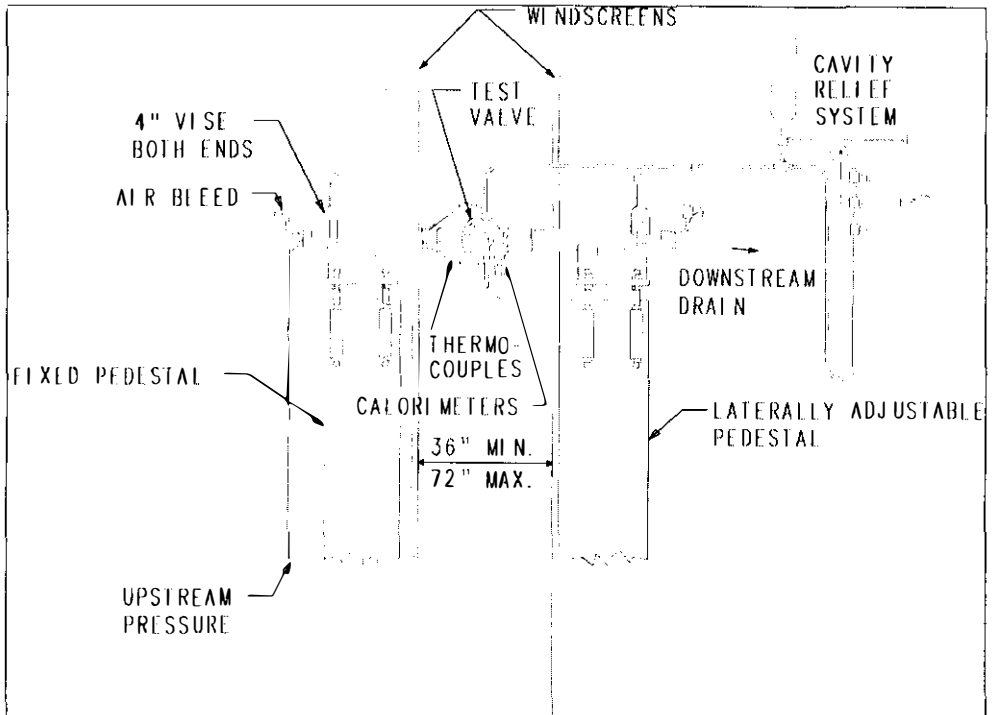 WINDSCREENS
CAVITY
RELIEF
SYSTEM
TEST
VALVE
4" VISE
BOTH ENDS
AIR BLEED
DOWNSTREAM
DRAIN
THERMO-
COUPLES
FIXED PEDESTAL
CALORIMETERS
LATERALLY ADJUSTABLE
PEDESTAL
36" MIN.
72" MAX.
UPSTREAM
PRESSURE